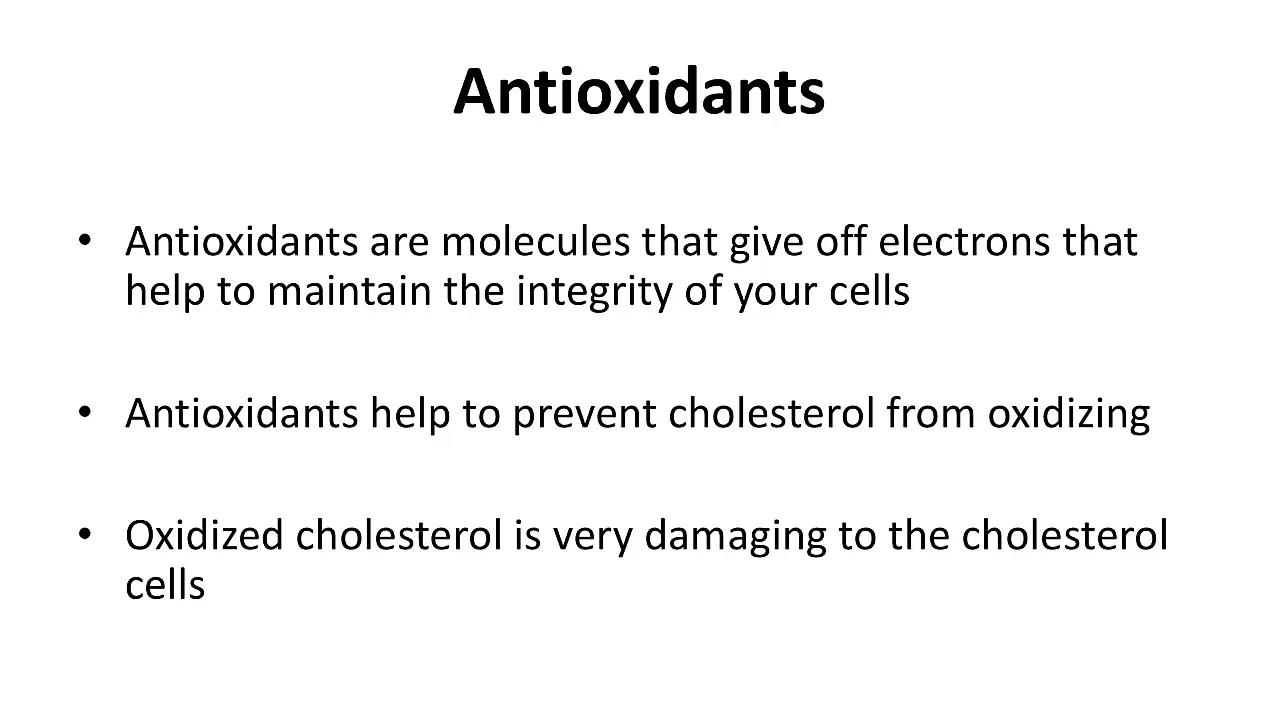 Antioxidants
• Antioxidants are molecules that give off electrons that
help to maintain the integrity of your cells
• Antioxidants help to prevent cholesterol from oxidizing
• Oxidized cholesterol is very damaging to the cholesterol
cells